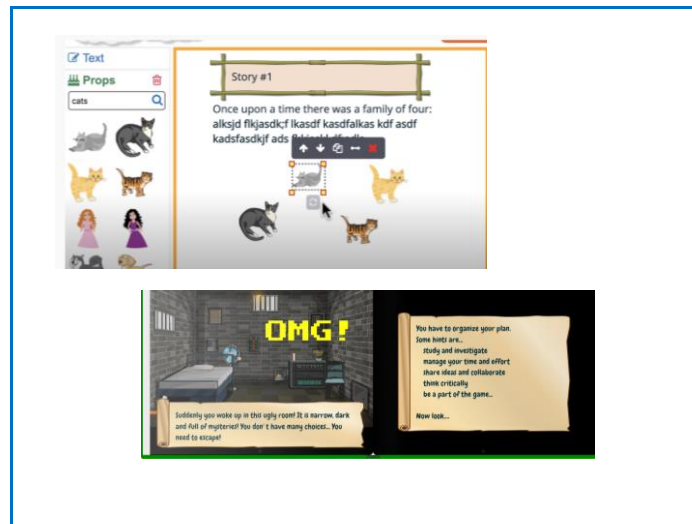 Text
Props
cats
Story #1
Once upon a time there was a family of four:
alksjd flkjasdk;f lkasdf kasdfalkas kdf asdf
kadsfasdkjf ads
OMG!
Suddenly you woke up in this ugly room! It is narrow, dark
and full of mysteries! You don't have many choices... You
need to escape!
You have to organize your plan.
Some hints are...
study and investigate
manage your time and effort
share ideas and collaborate
think critically
be a part of the game...
Now look...